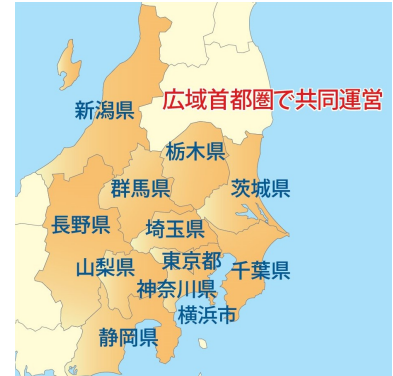 広域首都圏で共同運営
新潟県
栃木県
群馬県
茨城県
長野県
埼玉県
山梨県
東京都
千葉県
神奈川県
横浜市
静岡県